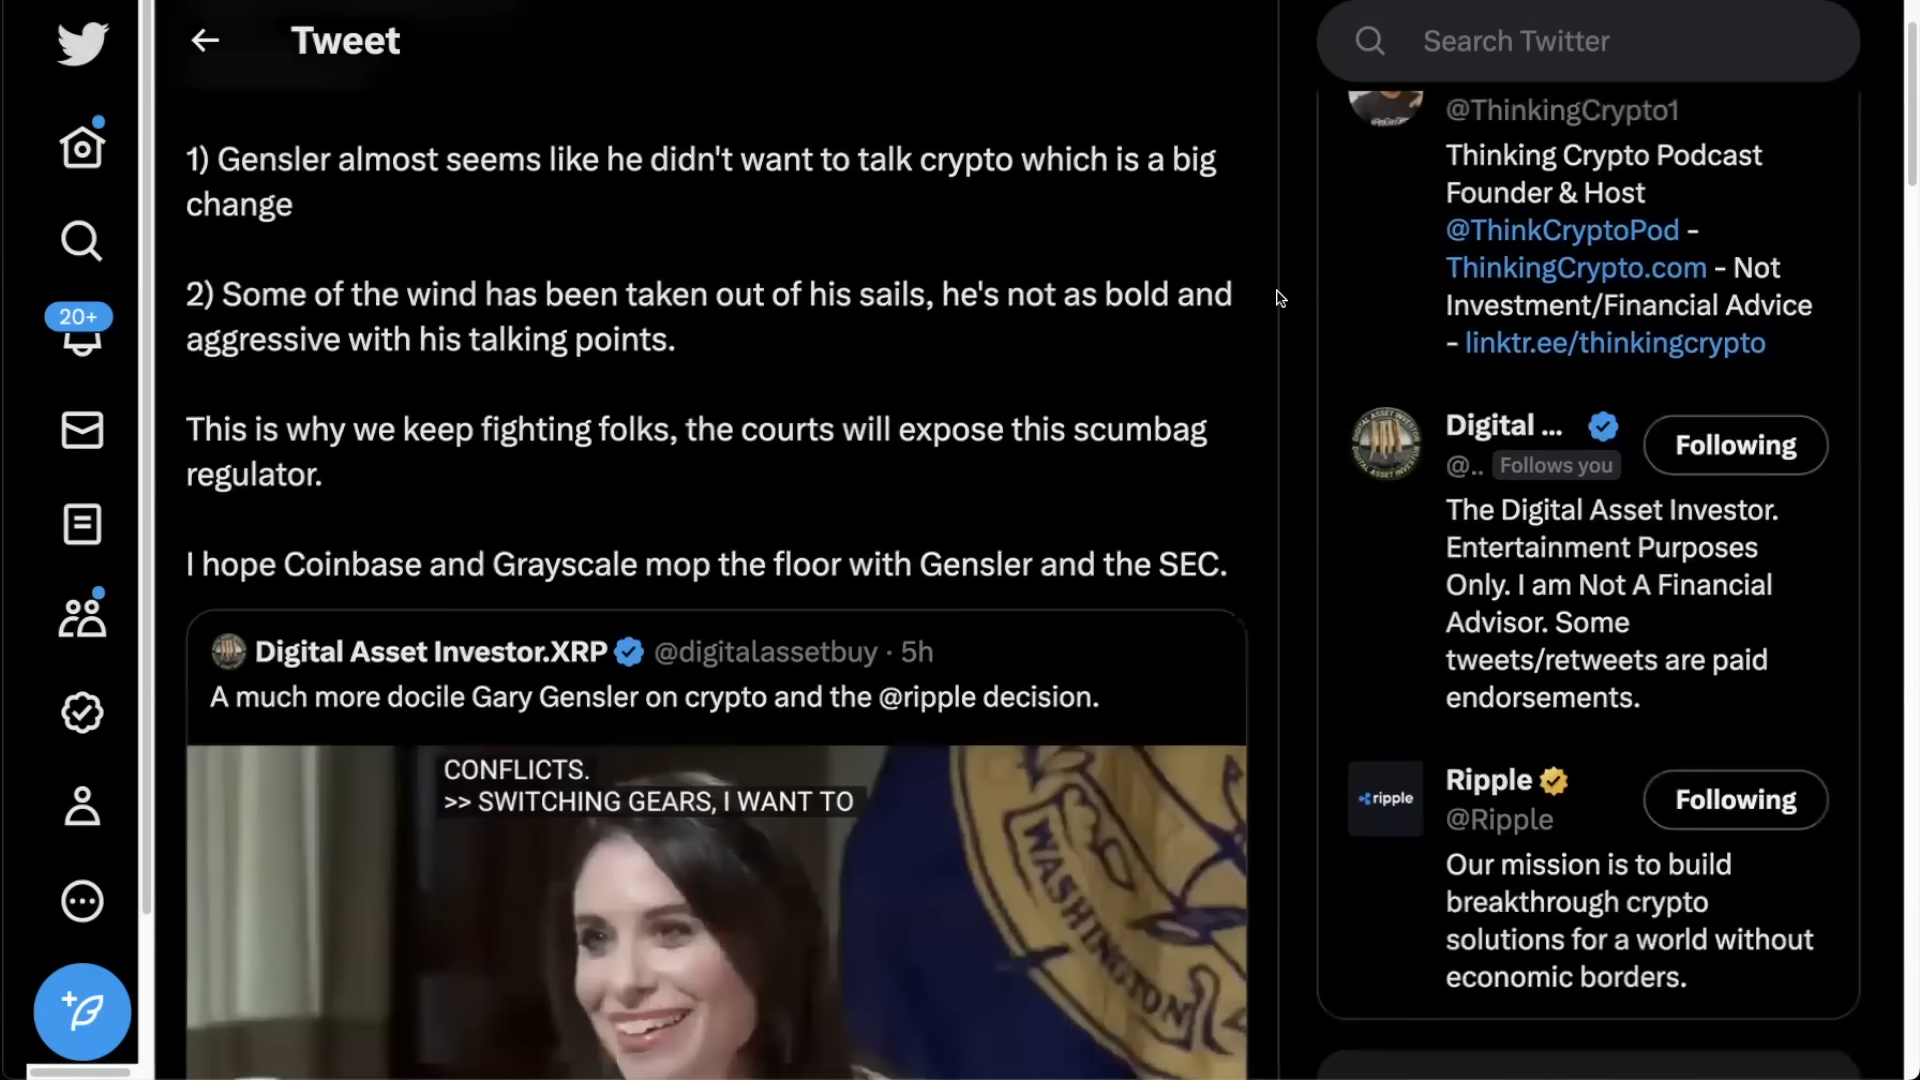 Tweet
Search Twitter
20+
1) Gensler almost seems like he didn't want to talk crypto which is a big
change
2) Some of the wind has been taken out of his sails, he's not as bold and
aggressive with his talking points.
This is why we keep fighting folks, the courts will expose this scumbag
regulator.
I hope Coinbase and Grayscale mop the floor with Gensler and the SEC.
Digital Asset Investor.XRP @digitalassetbuy · 5h
A much more docile Gary Gensler on crypto and the @ripple decision.
CONFLICTS.
>> SWITCHING GEARS, I WANT TO
WASHINGTON
@ThinkingCrypto1
Thinking Crypto Podcast
Founder & Host
@ThinkCryptoPod -
ThinkingCrypto.com - Not
Investment/Financial Advice
- linktr.ee/thinkingcrypto
Digital ...
Following
@.. Follows you
The Digital Asset Investor.
Entertainment Purposes
Only. I am Not A Financial
Advisor. Some
tweets/retweets are paid
endorsements.
ripple
Ripple
Following
@Ripple
Our mission is to build
breakthrough crypto
solutions for a world without
economic borders.